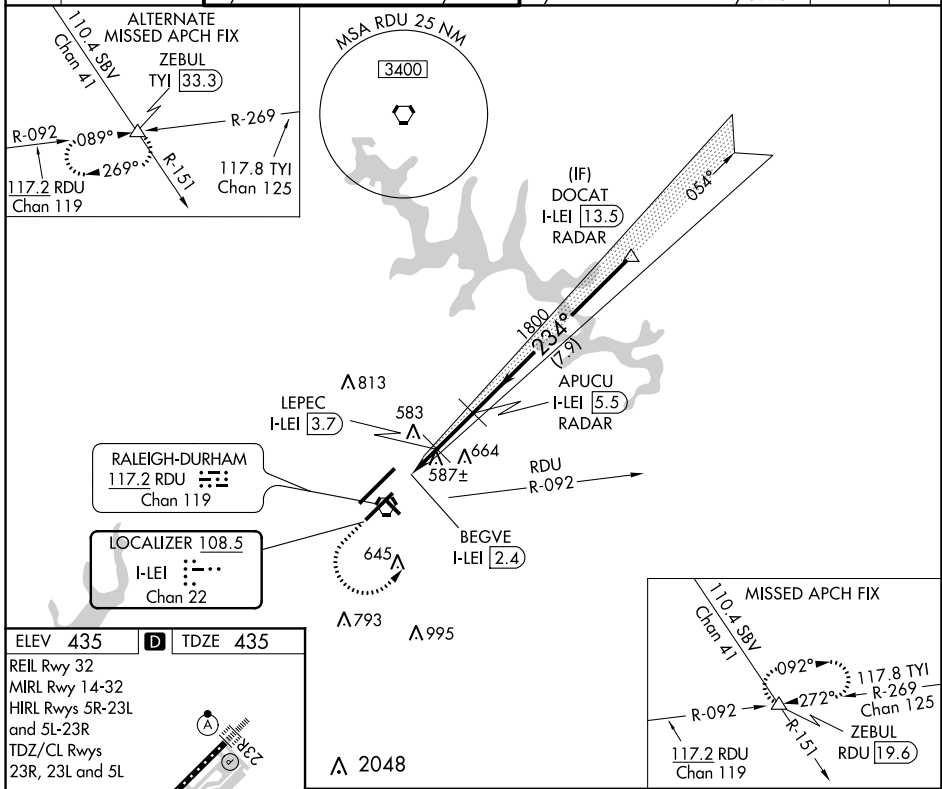 ALTERNATE
MISSED APCH FIX
110.4 SBV
Chan 41
ZEBUL
TYI 33.3
R-092
089°
269°
R-269
R-151
117.2 RDU
Chan 119
117.8 TYI
Chan 125
MSA RDU 25 NM
3400
(IF)
DOCAT
I-LEI 13.5
RADAR
054°
1800
234°
(7.9)
APUCU
I-LEI 5.5
RADAR
813
LEPEC
I-LEI 3.7
583
664
587±
RALEIGH-DURHAM
117.2 RDU
Chan 119
RDU
R-092
LOCALIZER 108.5
I-LEI
Chan 22
BEGVE
I-LEI 2.4
645
793
995
2048
ELEV 435 D TDZE 435
REIL Rwy 32
MIRL Rwy 14-32
HIRL Rwys 5R-23L
and 5L-23R
TDZ/CL Rwys
23R, 23L and 5L
A
P
23R
MISSED APCH FIX
110.4 SBV
Chan 41
092°
272°
117.8 TYI
R-269
Chan 125
R-092
R-151
ZEBUL
RDU 19.6
117.2 RDU
Chan 119